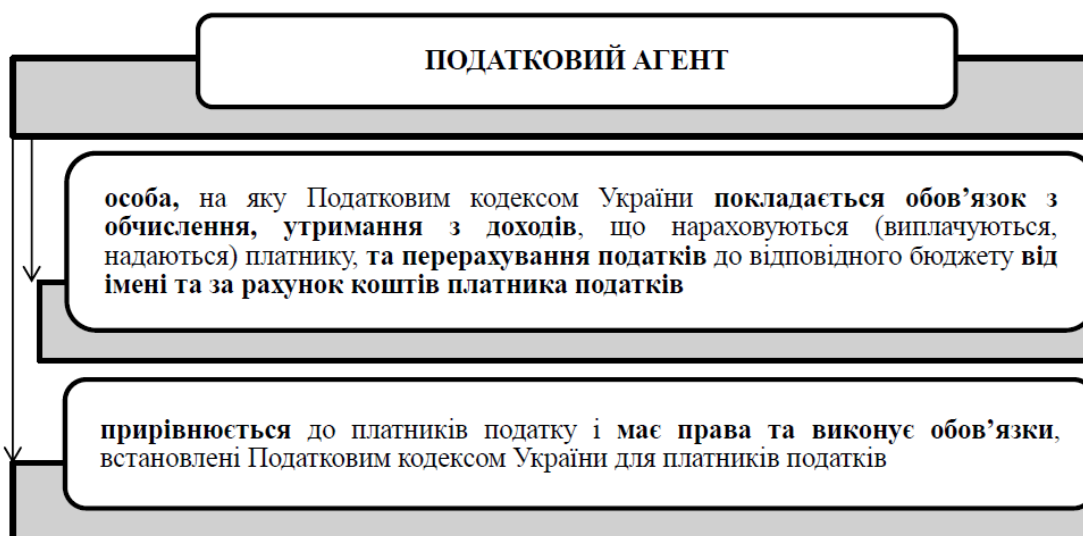 ПОДАТКОВИЙ АГЕНТ
особа, на яку Податковим кодексом України покладається обов’язок з
обчислення, утримання з доходів, що нараховуються (виплачуються,
надаються) платнику, та перерахування податків до відповідного бюджету від
імені та за рахунок коштів платника податків
прирівнюється до платників податку і має права та виконує обов’язки,
встановлені Податковим кодексом України для платників податків